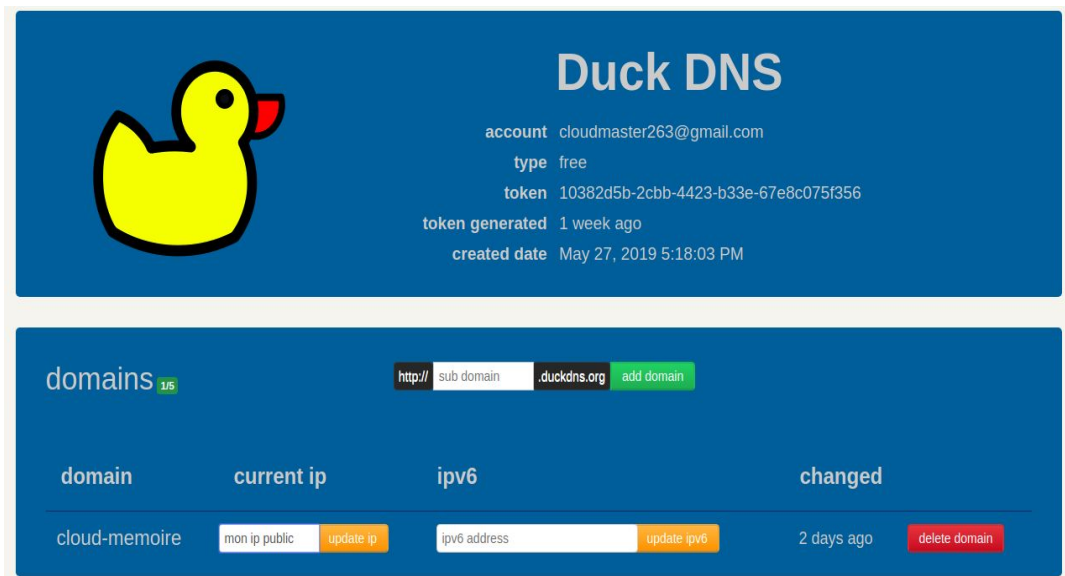 Duck DNS
account cloudmaster263@gmail.com
type free
token 10382d5b-2cbb-4423-b33e-67e8c075f356
token generated 1 week ago
created date May 27, 2019 5:18:03 PM
domains 1/5 http:// sub domain .duckdns.org add domain
domain current ip ipv6 changed
cloud-memoire mon ip public update ip ipv6 address update ipv6 2 days ago delete domain